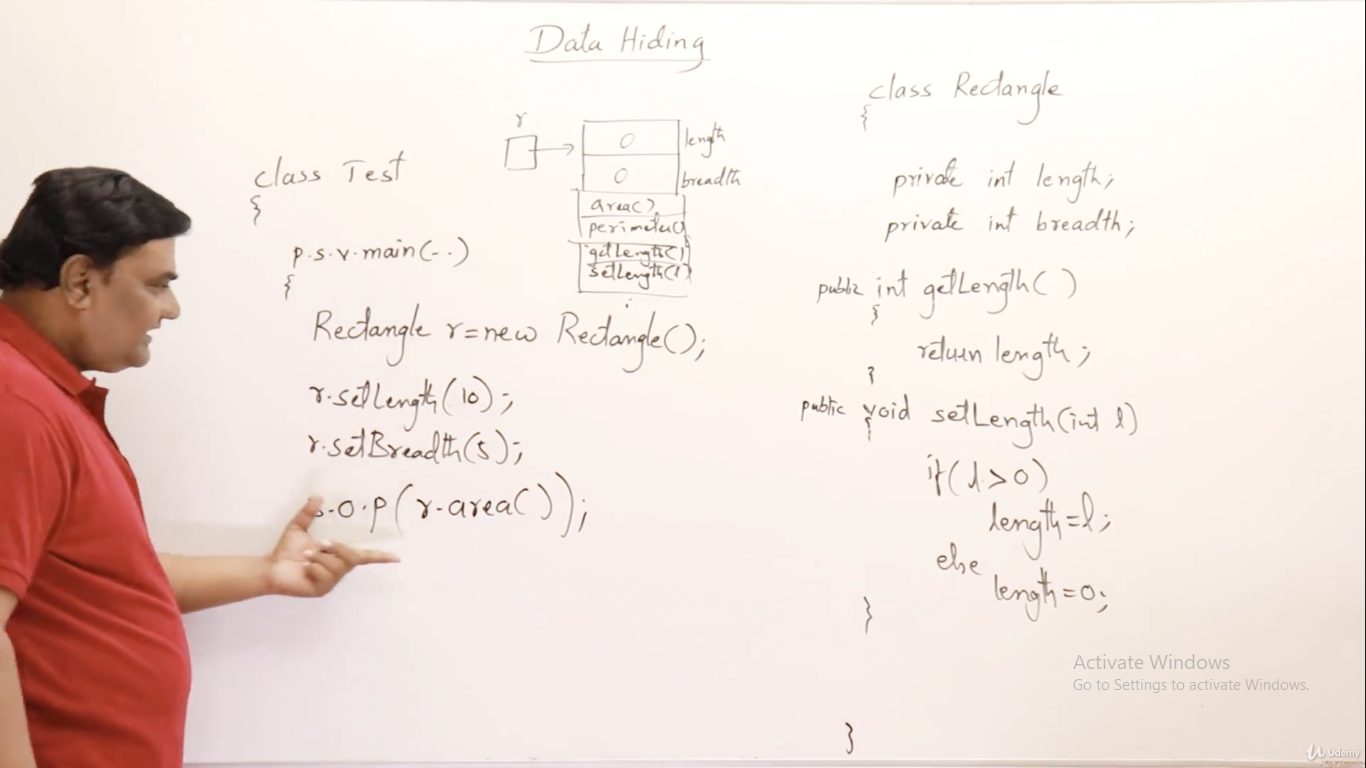 Data Hiding
class Test
{
p.s.v.main(..)
{
Rectangle r=new Rectangle();
r.setLength(10);
r.setBreadth(5);
s.o.p(r.area());
r
0 length
0 breadth
area()
perimeter()
getLength()
setLength(l)
class Rectangle
{
private int length;
private int breadth;
public int getLength( )
{
return length;
}
public void setLength(int l)
{
if(l>0)
length=l;
else
length=0;
}
}
Activate Windows
Go to Settings to activate Windows.
Udemy